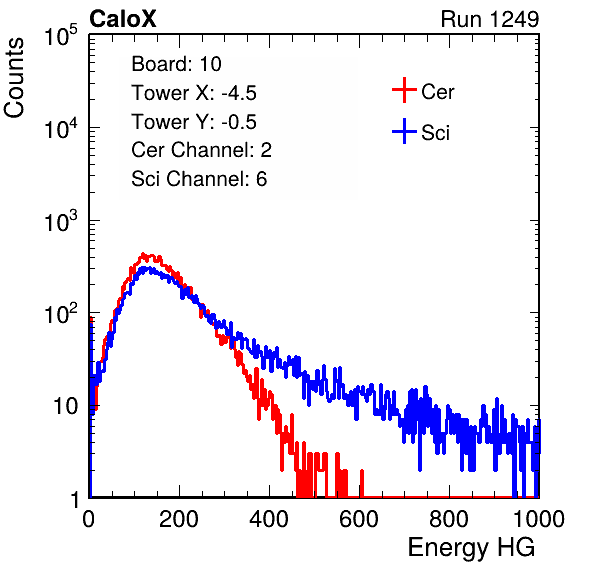 CaloX Run 1249
Counts
10^5
10^4
10^3
10^2
10
1
Board: 10
Tower X: -4.5
Tower Y: -0.5
Cer Channel: 2
Sci Channel: 6
Cer
Sci
0 200 400 600 800 1000
Energy HG